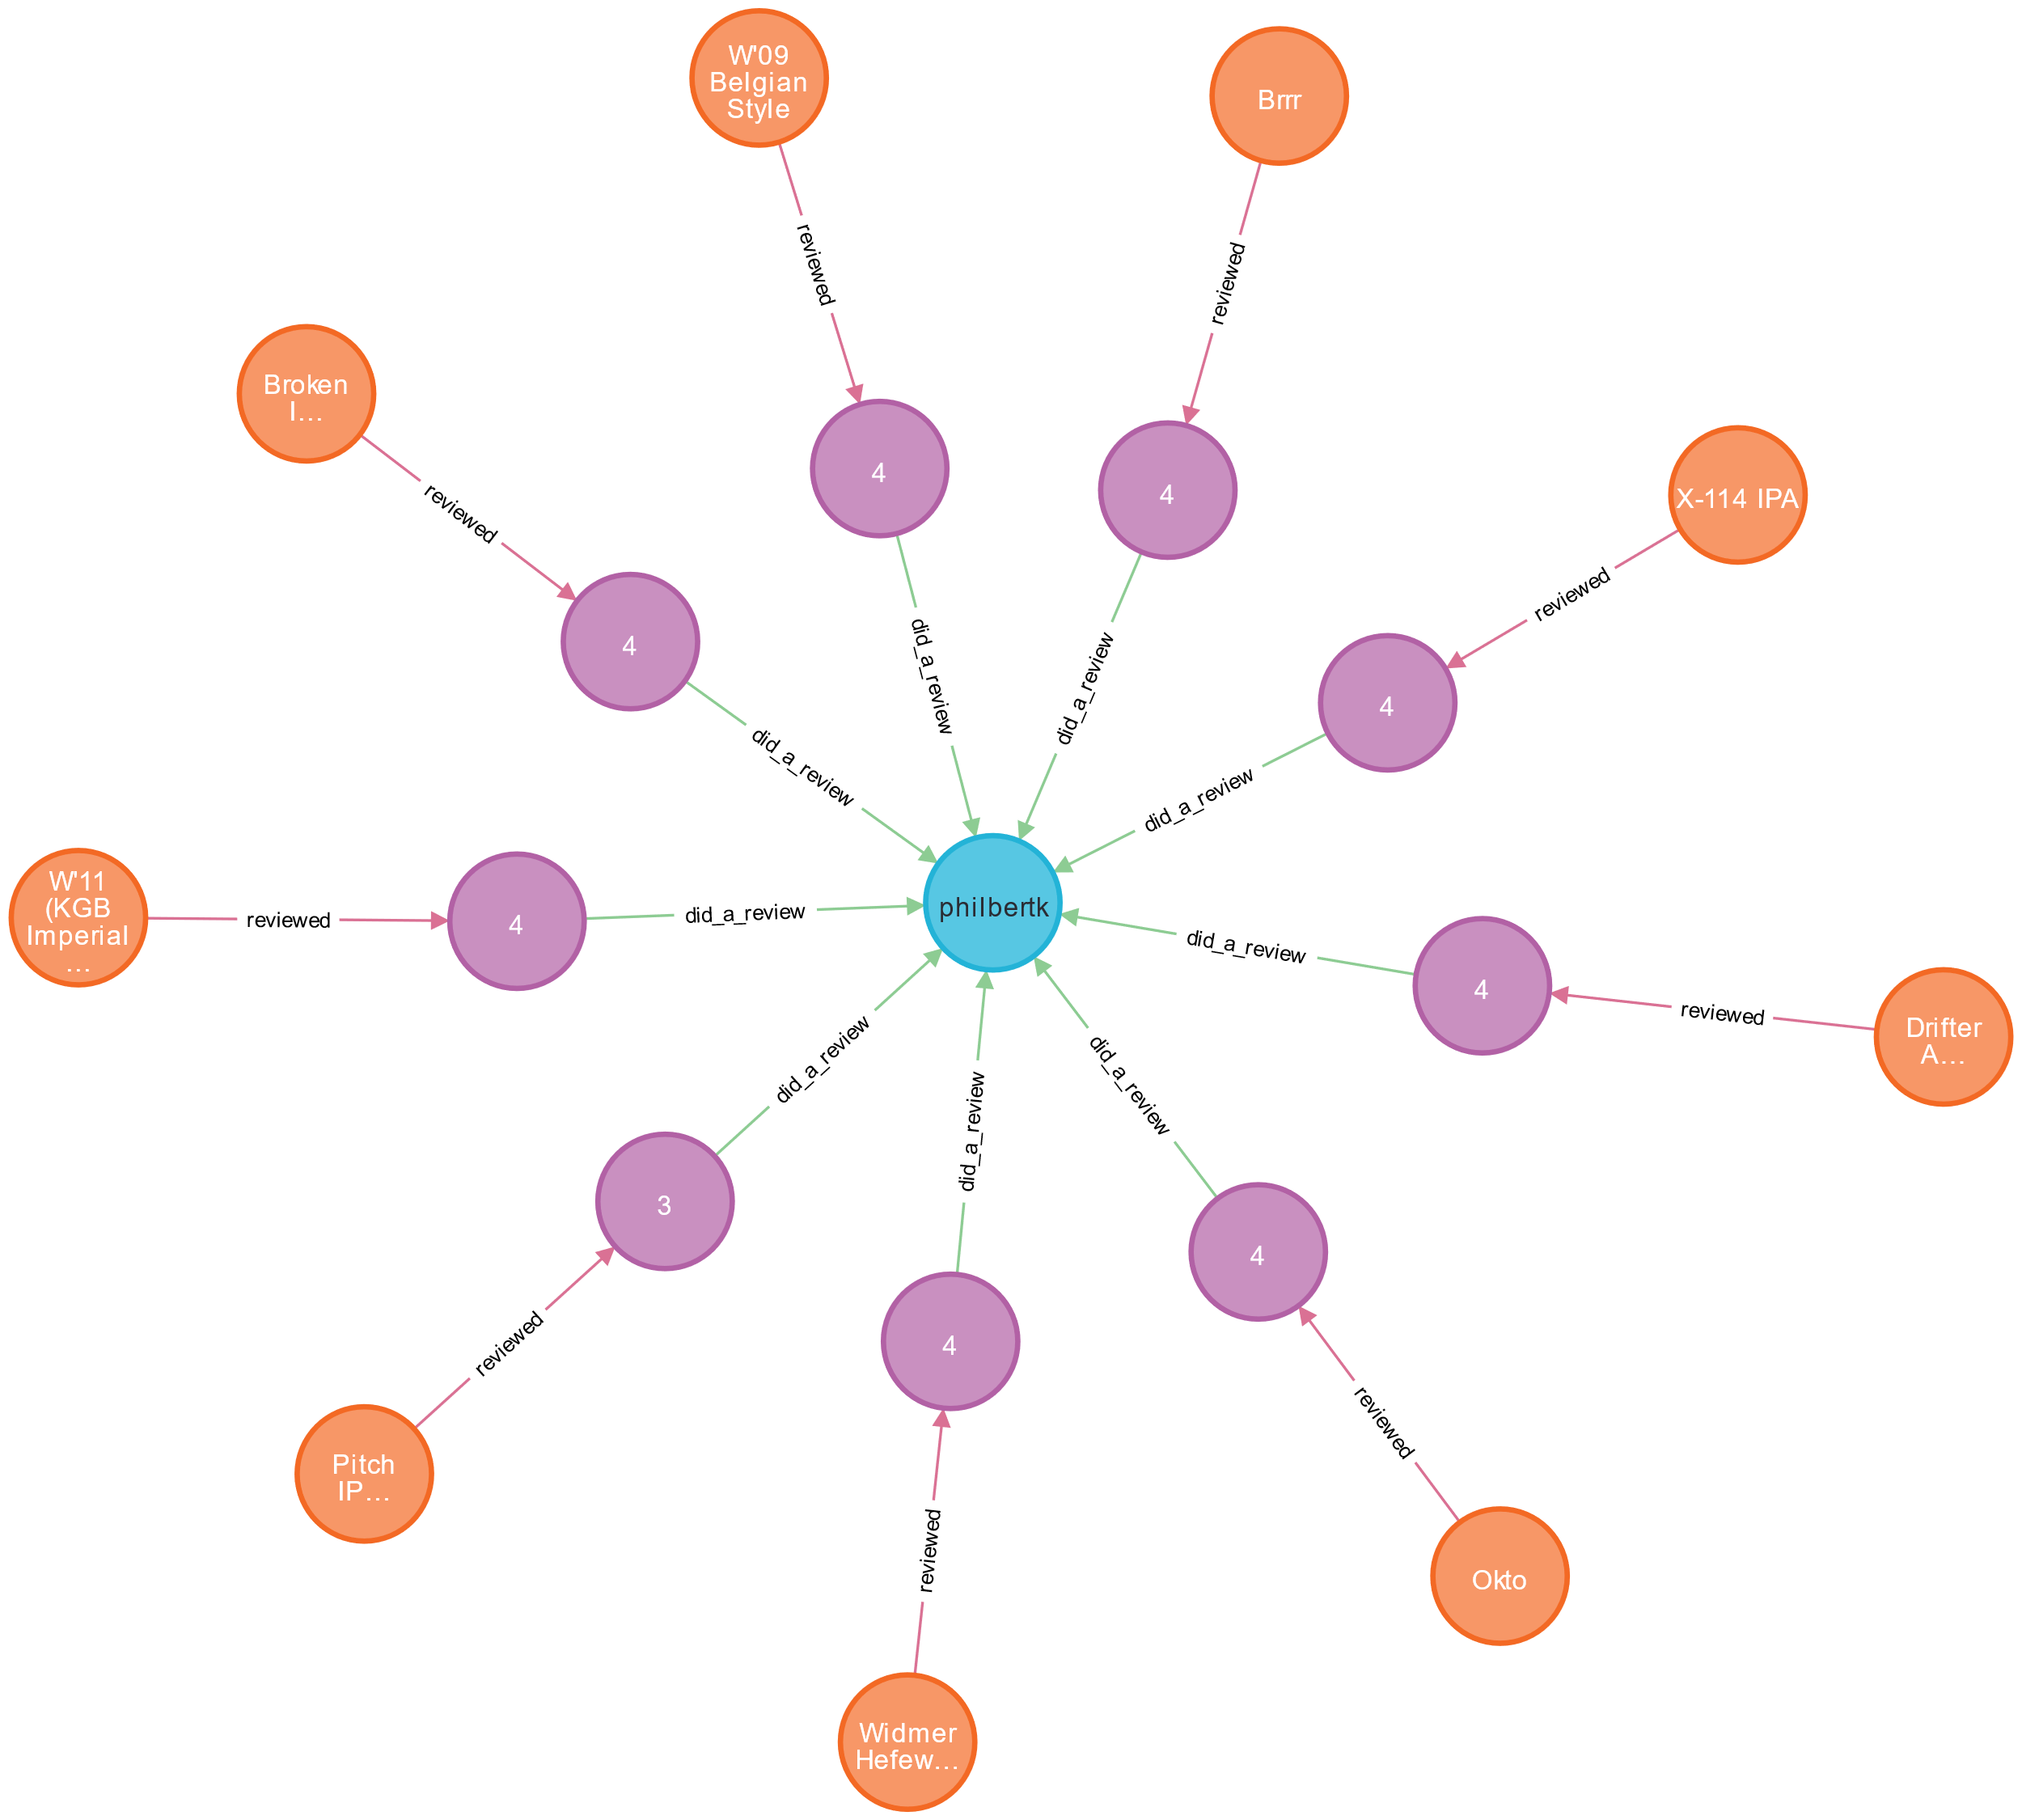 W'09
Belgian
Style
Brrr
reviewed
reviewed
Broken
I...
4
4
X-114 IPA
reviewed
reviewed
4
4
did_a_review
did_a_review
did_a_review
did_a_review
W'11
(KGB
Imperial
...
reviewed
4
did_a_review
philbertk
did_a_review
4
reviewed
Drifter
A...
did_a_review
did_a_review
did_a_review
3
4
4
reviewed
reviewed
reviewed
Pitch
IP...
Okto
Widmer
Hefew...